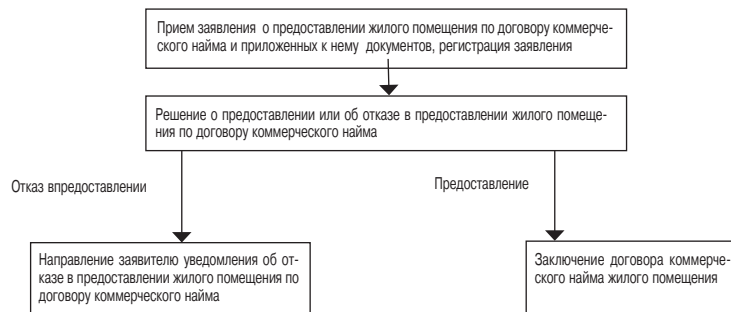 Прием заявления о предоставлении жилого помещения по договору коммерче-
ского найма и приложенных к нему документов, регистрация заявления
Решение о предоставлении или об отказе в предоставлении жилого помеще-
ния по договору коммерческого найма
Отказ впредоставлении
Предоставление
Направление заявителю уведомления об от-
казе в предоставлении жилого помещения по
договору коммерческого найма
Заключение договора коммерче-
ского найма жилого помещения